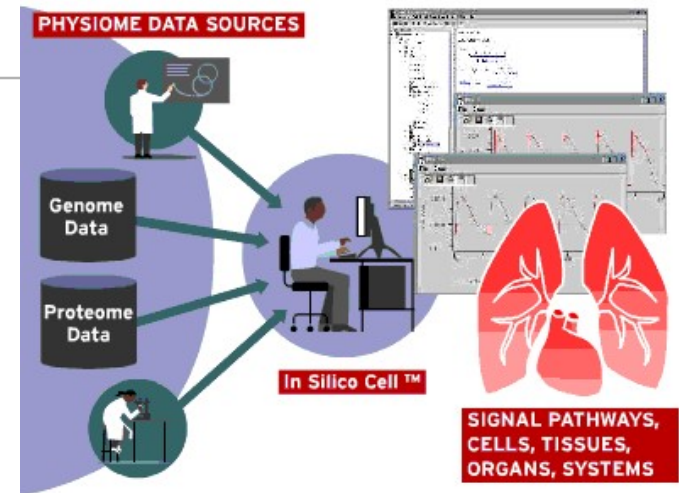 PHYSIOME DATA SOURCES
Genome
Data
Proteome
Data
In Silico Cell ™
SIGNAL PATHWAYS,
CELLS, TISSUES,
ORGANS, SYSTEMS